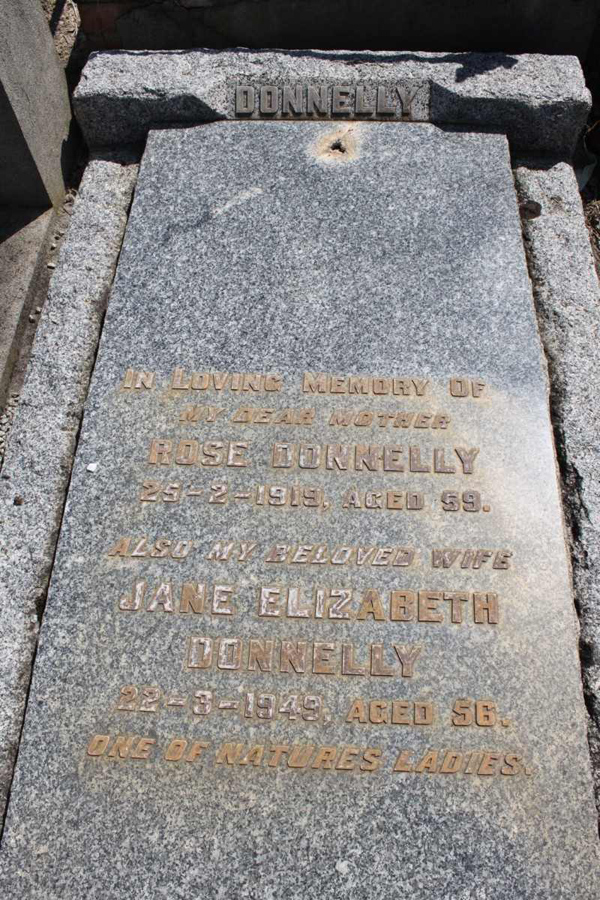 DONNELLY
IN LOVING MEMORY OF
MY DEAR MOTHER
ROSE DONNELLY
25-2-1919, AGED 59.
ALSO MY BELOVED WIFE
JANE ELIZABETH
DONNELLY
22-3-1949, AGED 56.
ONE OF NATURES LADIES.